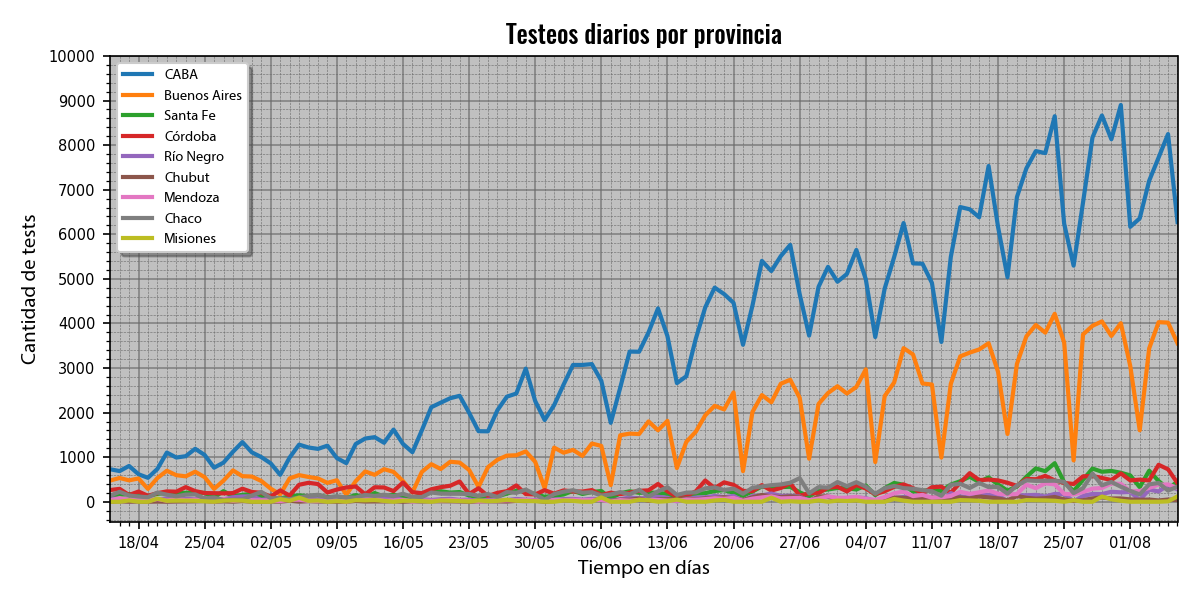 Testeos diarios por provincia
Cantidad de tests
10000
9000
8000
7000
6000
5000
4000
3000
2000
1000
0
CABA
Buenos Aires
Santa Fe
Córdoba
Río Negro
Chubut
Mendoza
Chaco
Misiones
18/04 25/04 02/05 09/05 16/05 23/05 30/05 06/06 13/06 20/06 27/06 04/07 11/07 18/07 25/07 01/08
Tiempo en días